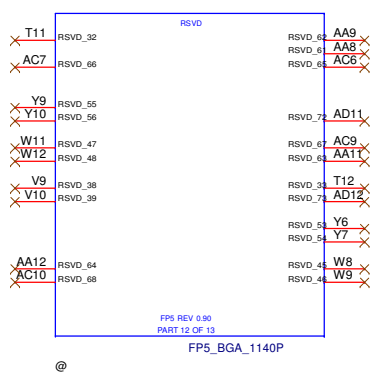 RSVD
T11 RSVD_32 RSVD_62 AA9
RSVD_61 AA8
AC7 RSVD_66 RSVD_65 AC6
Y9 RSVD_55
Y10 RSVD_56 RSVD_72 AD11
W11 RSVD_47 RSVD_67 AC9
W12 RSVD_48 RSVD_63 AA11
V9 RSVD_38 RSVD_33 T12
V10 RSVD_39 RSVD_73 AD12
RSVD_53 Y6
RSVD_54 Y7
AA12 RSVD_64 RSVD_45 W8
AC10 RSVD_68 RSVD_46 W9
FP5 REV 0.90
PART 12 OF 13
FP5_BGA_1140P
@